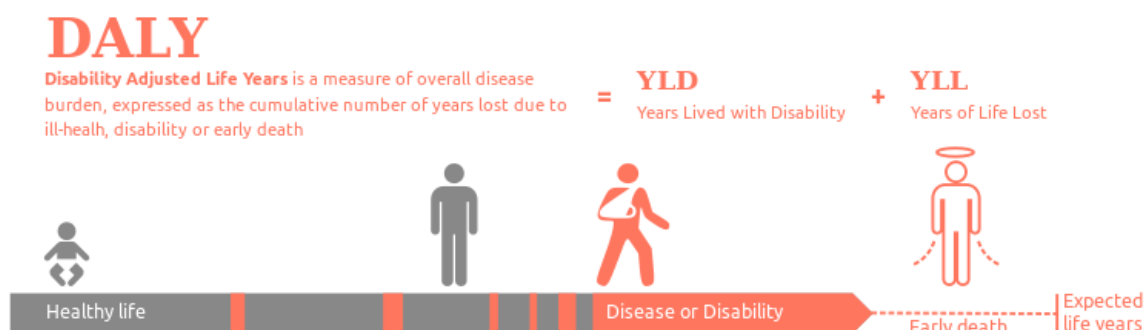 DALY
Disability Adjusted Life Years is a measure of overall disease
burden, expressed as the cumulative number of years lost due to
ill-healh, disability or early death
=
YLD
Years Lived with Disability
+
YLL
Years of Life Lost
Healthy life
Disease or Disability
Early death
Expected
life years